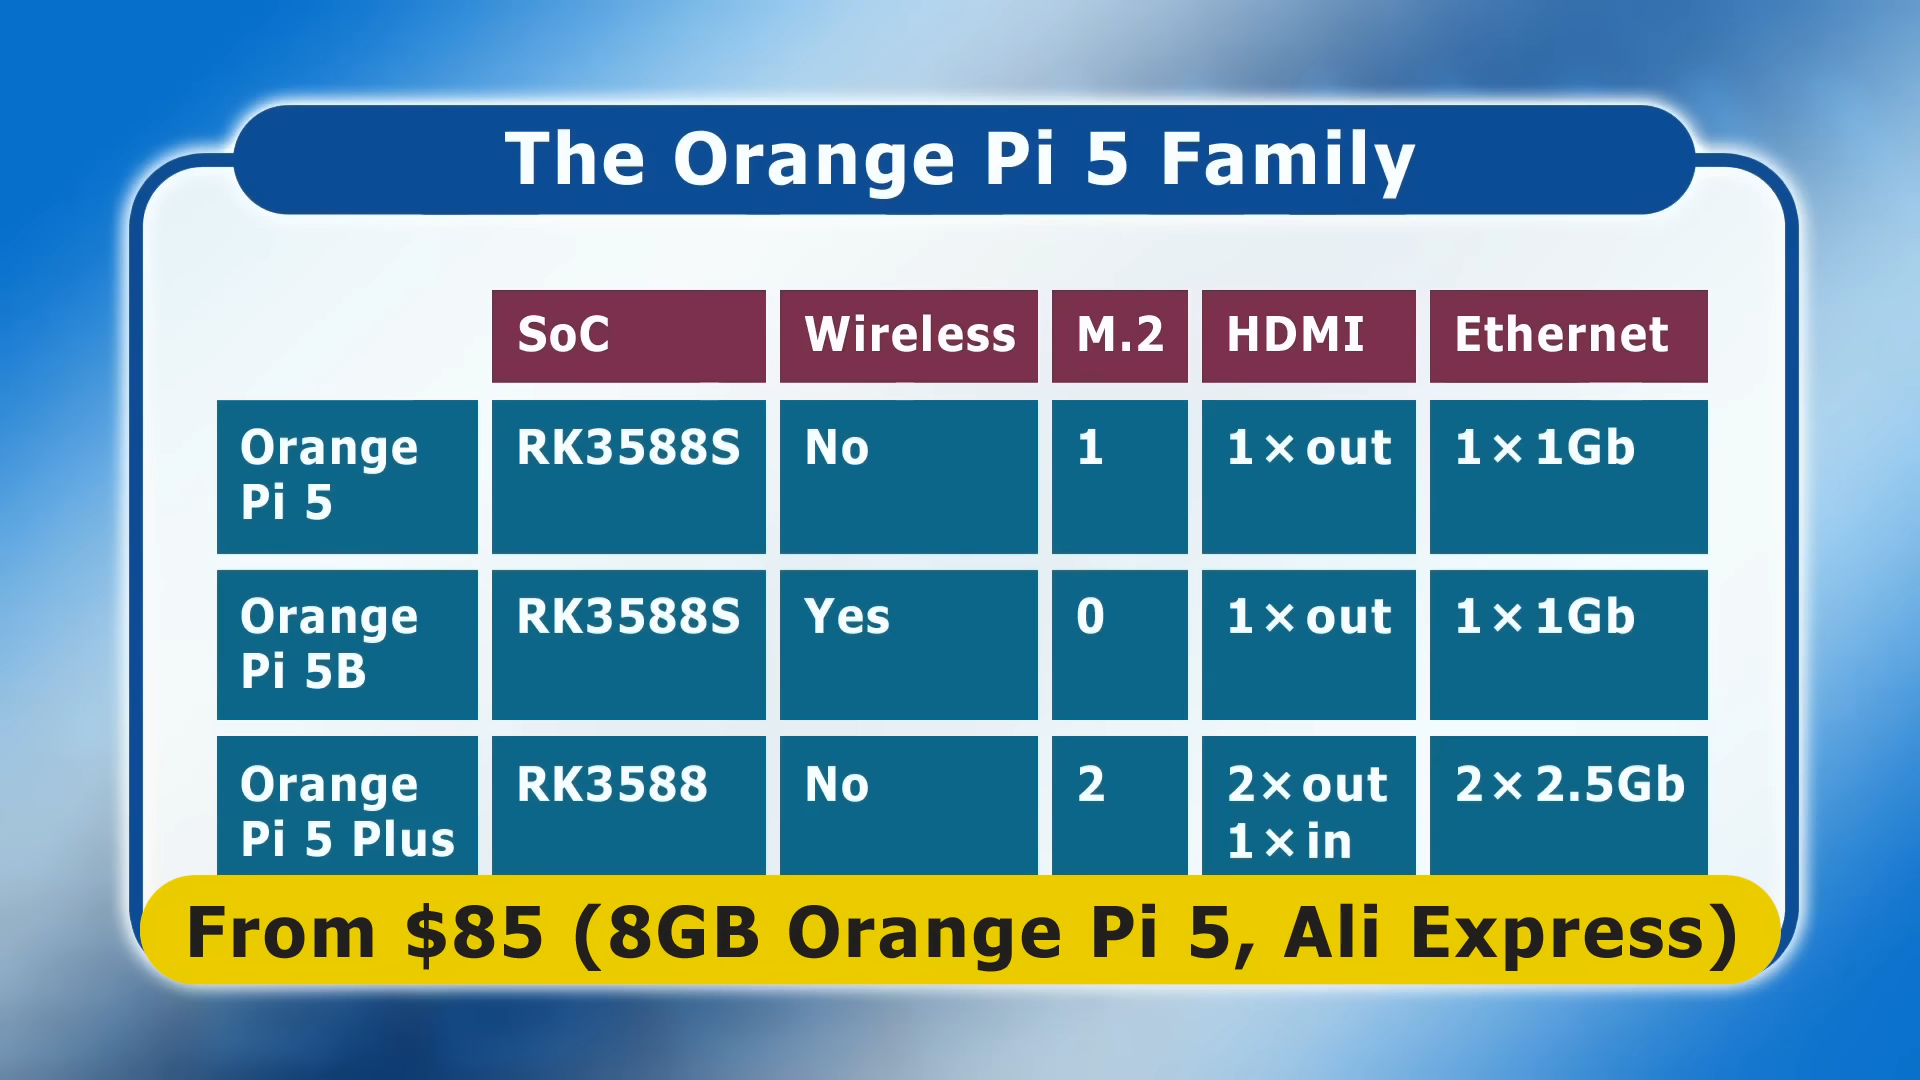 The Orange Pi 5 Family
SoC Wireless M.2 HDMI Ethernet
Orange RK3588S No 1 1×out 1×1Gb
Pi 5
Orange RK3588S Yes 0 1×out 1×1Gb
Pi 5B
Orange RK3588 No 2 2×out 2×2.5Gb
Pi 5 Plus 1×in
From $85 (8GB Orange Pi 5, Ali Express)